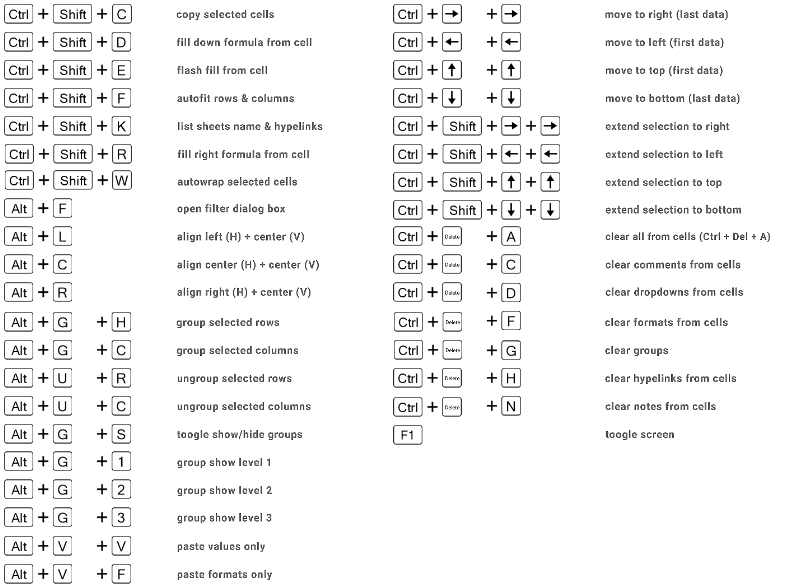 Ctrl + Shift + C copy selected cells
Ctrl + Shift + D fill down formula from cell
Ctrl + Shift + E flash fill from cell
Ctrl + Shift + F autofit rows & columns
Ctrl + Shift + K list sheets name & hypelinks
Ctrl + Shift + R fill right formula from cell
Ctrl + Shift + W autowrap selected cells
Alt + F open filter dialog box
Alt + L align left (H) + center (V)
Alt + C align center (H) + center (V)
Alt + R align right (H) + center (V)
Alt + G + H group selected rows
Alt + G + C group selected columns
Alt + U + R ungroup selected rows
Alt + U + C ungroup selected columns
Alt + G + S toogle show/hide groups
Alt + G + 1 group show level 1
Alt + G + 2 group show level 2
Alt + G + 3 group show level 3
Alt + V + V paste values only
Alt + V + F paste formats only
Ctrl + → + → move to right (last data)
Ctrl + ← + ← move to left (first data)
Ctrl + ↑ + ↑ move to top (first data)
Ctrl + ↓ + ↓ move to bottom (last data)
Ctrl + Shift + → + → extend selection to right
Ctrl + Shift + ← + ← extend selection to left
Ctrl + Shift + ↑ + ↑ extend selection to top
Ctrl + Shift + ↓ + ↓ extend selection to bottom
Ctrl + Delete + A clear all from cells (Ctrl + Del + A)
Ctrl + Delete + C clear comments from cells
Ctrl + Delete + D clear dropdowns from cells
Ctrl + Delete + F clear formats from cells
Ctrl + Delete + G clear groups
Ctrl + Delete + H clear hypelinks from cells
Ctrl + Delete + N clear notes from cells
F1 toogle screen